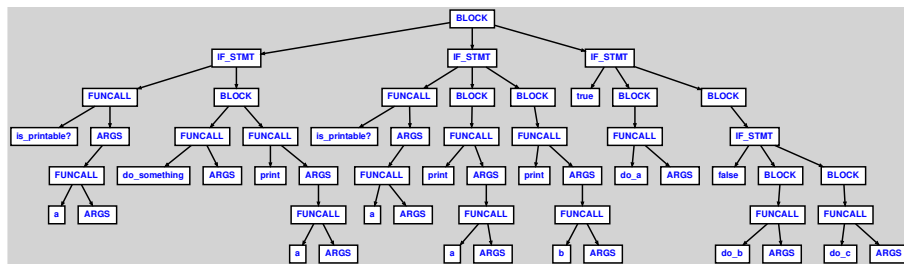 BLOCK
IF_STMT IF_STMT IF_STMT
FUNCALL BLOCK FUNCALL BLOCK BLOCK true BLOCK BLOCK
is_printable? ARGS FUNCALL FUNCALL is_printable? ARGS FUNCALL FUNCALL FUNCALL IF_STMT
FUNCALL do_something ARGS print ARGS FUNCALL print ARGS print ARGS do_a ARGS false BLOCK BLOCK
a ARGS FUNCALL a ARGS FUNCALL FUNCALL FUNCALL FUNCALL
a ARGS a ARGS b ARGS do_b ARGS do_c ARGS